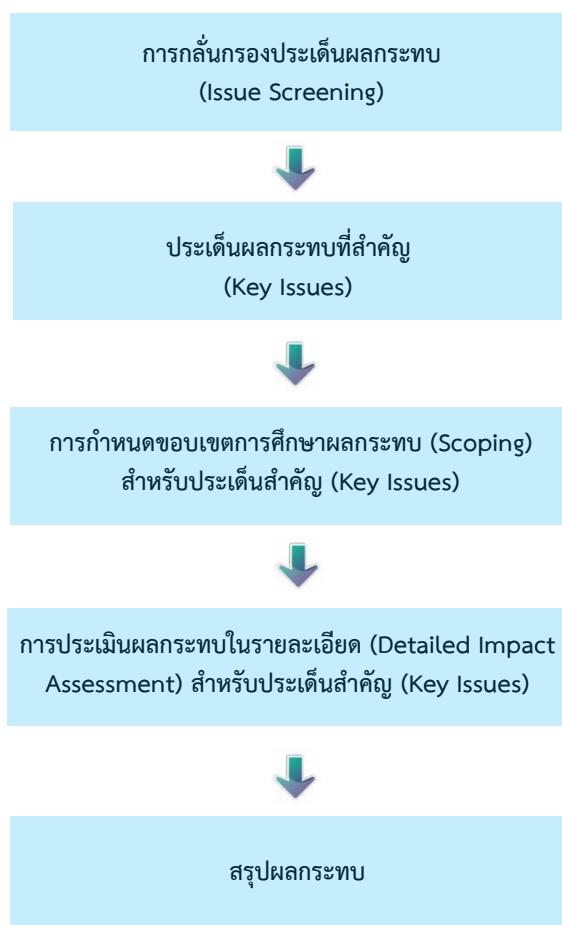 การกลั่นกรองประเด็นผลกระทบ
(Issue Screening)
ประเด็นผลกระทบที่สำคัญ
(Key Issues)
การกำหนดขอบเขตการศึกษาผลกระทบ (Scoping)
สำหรับประเด็นสำคัญ (Key Issues)
การประเมินผลกระทบในรายละเอียด (Detailed Impact
Assessment) สำหรับประเด็นสำคัญ (Key Issues)
สรุปผลกระทบ